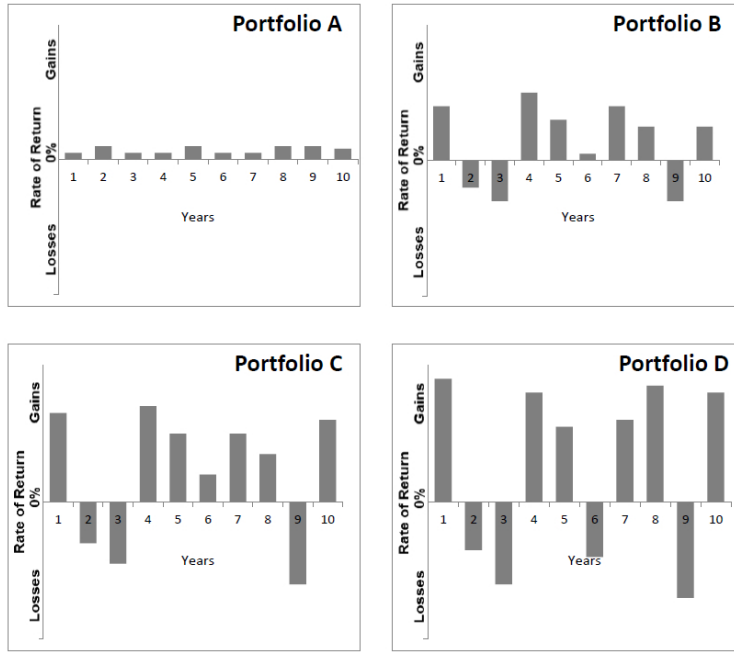 Portfolio A
Gains
Rate of Return
0%
Losses
1 2 3 4 5 6 7 8 9 10
Years
Portfolio B
Gains
Rate of Return
0%
Losses
1 2 3 4 5 6 7 8 9 10
Years
Portfolio C
Gains
Rate of Return
0%
Losses
1 2 3 4 5 6 7 8 9 10
Years
Portfolio D
Gains
Rate of Return
0%
Losses
1 2 3 4 5 6 7 8 9 10
Years